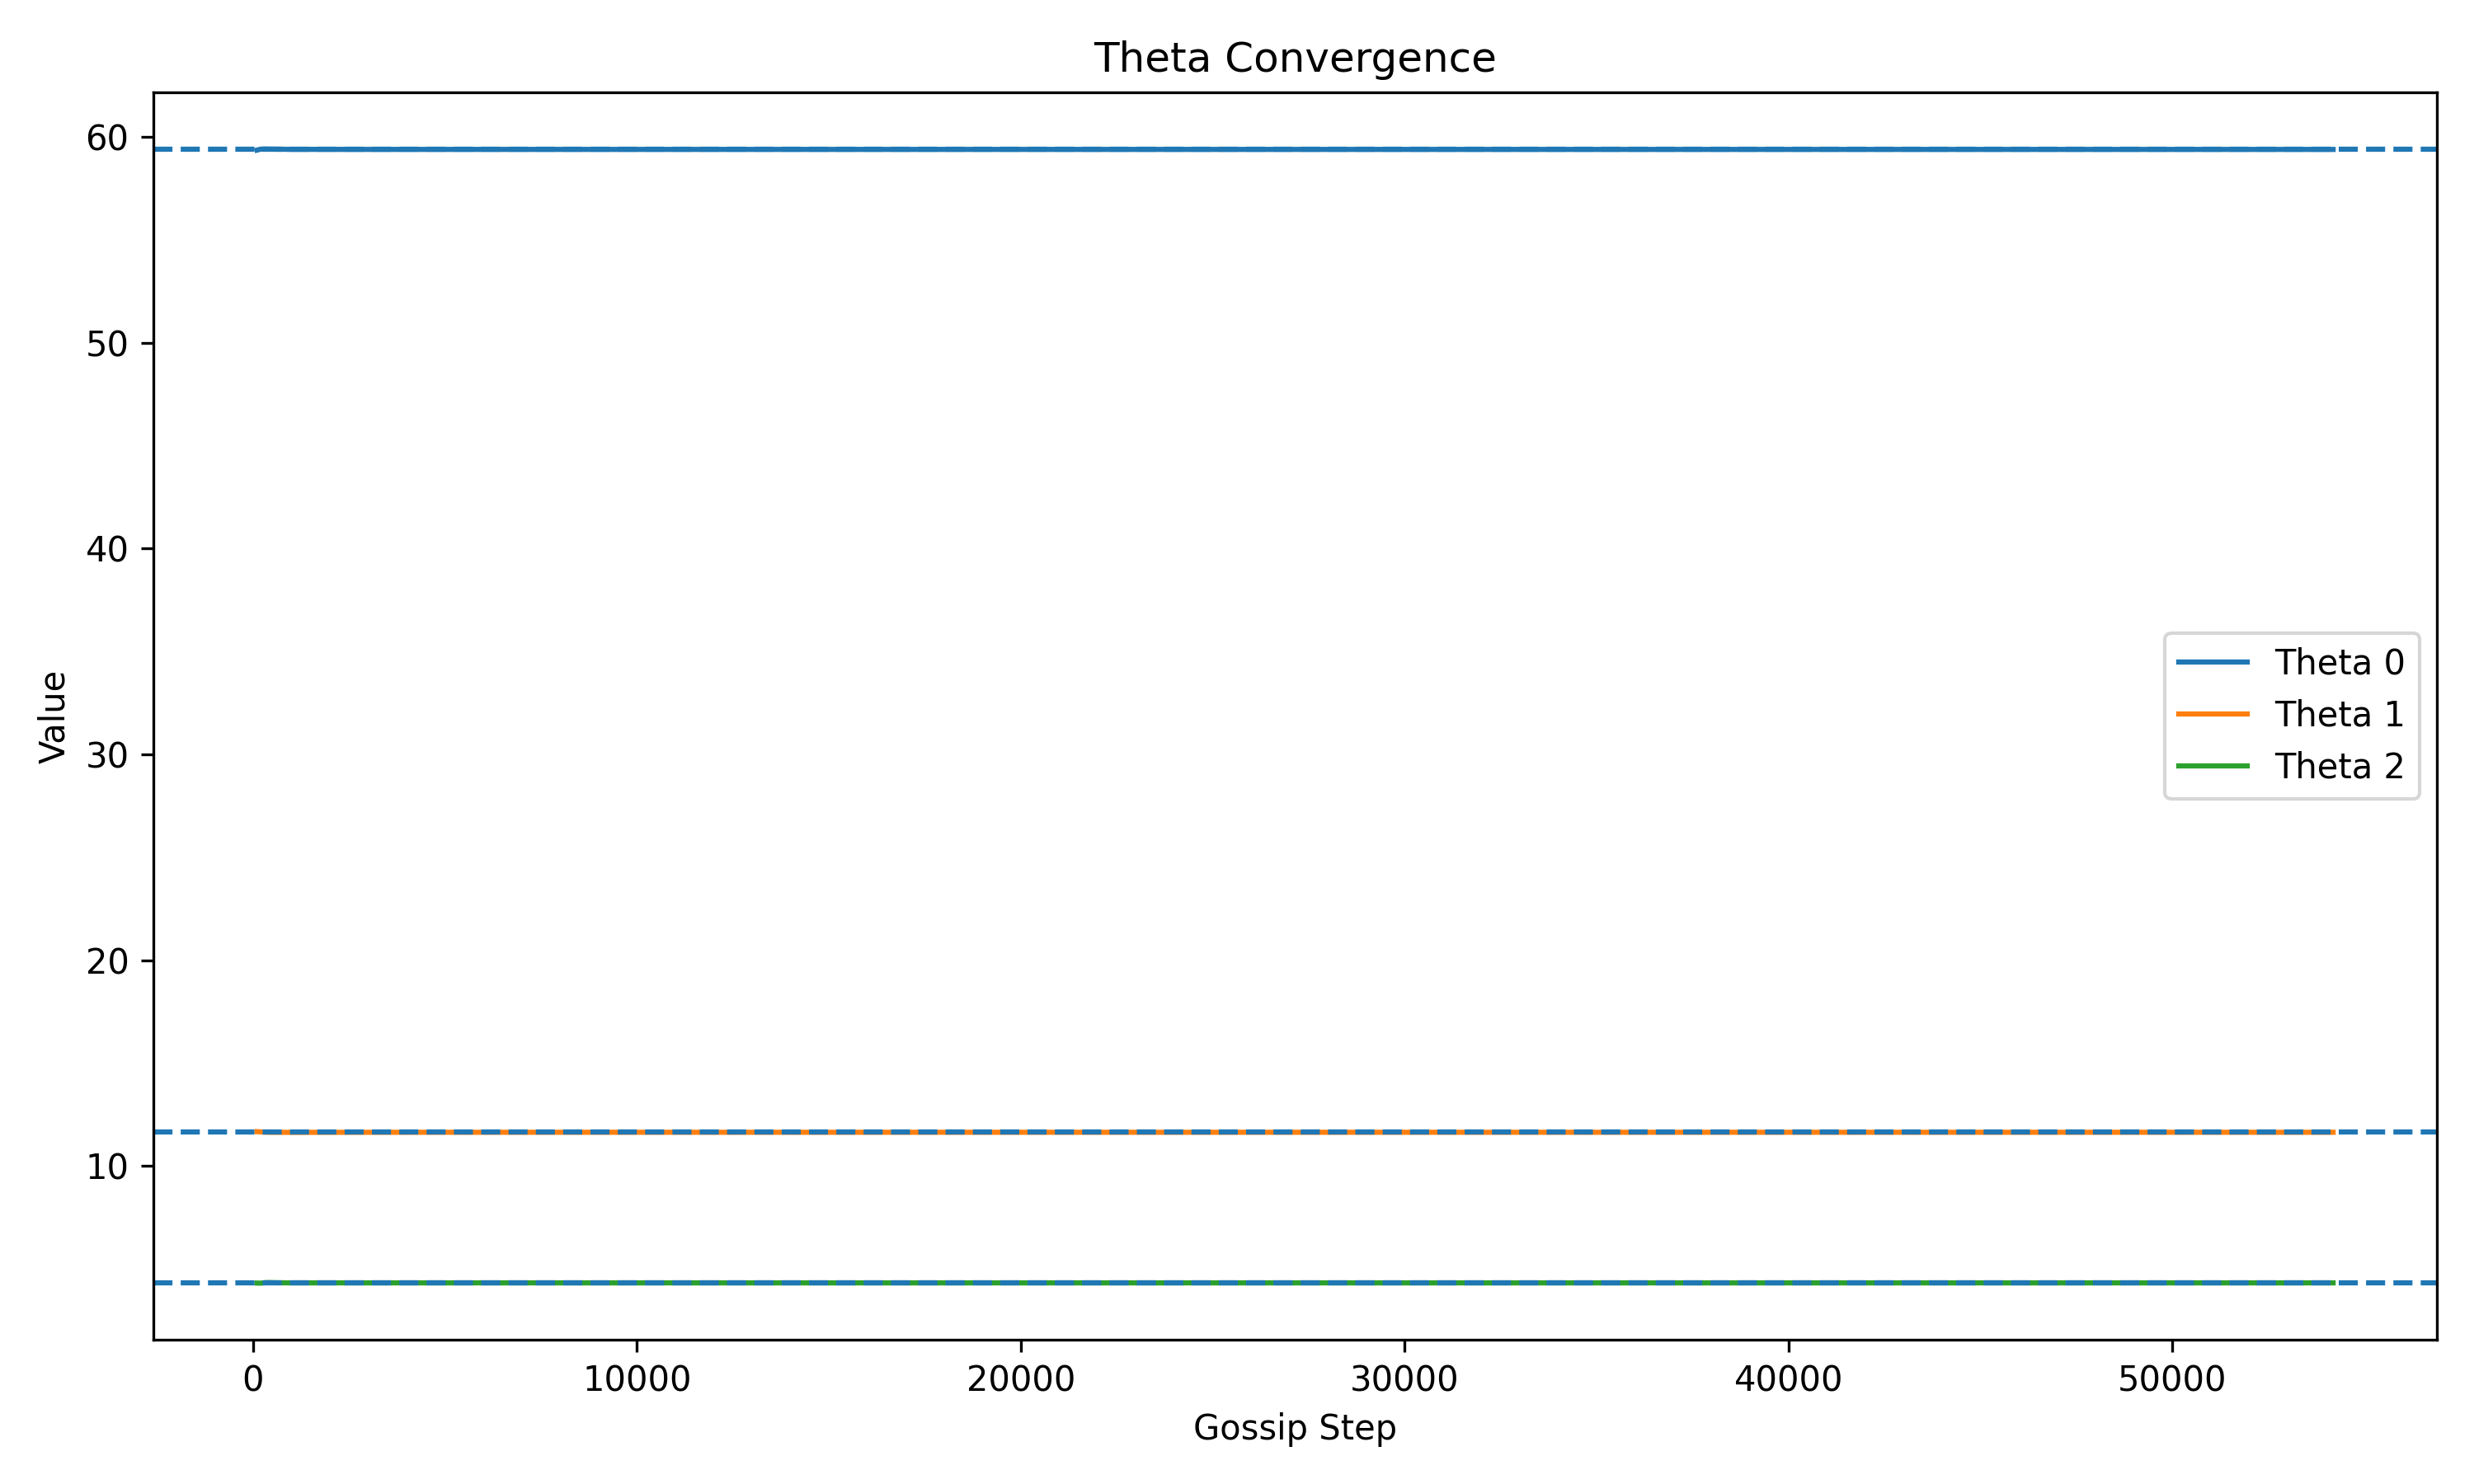 Theta Convergence
60
50
40
30
20
10
Value
Theta 0
Theta 1
Theta 2
0 10000 20000 30000 40000 50000
Gossip Step